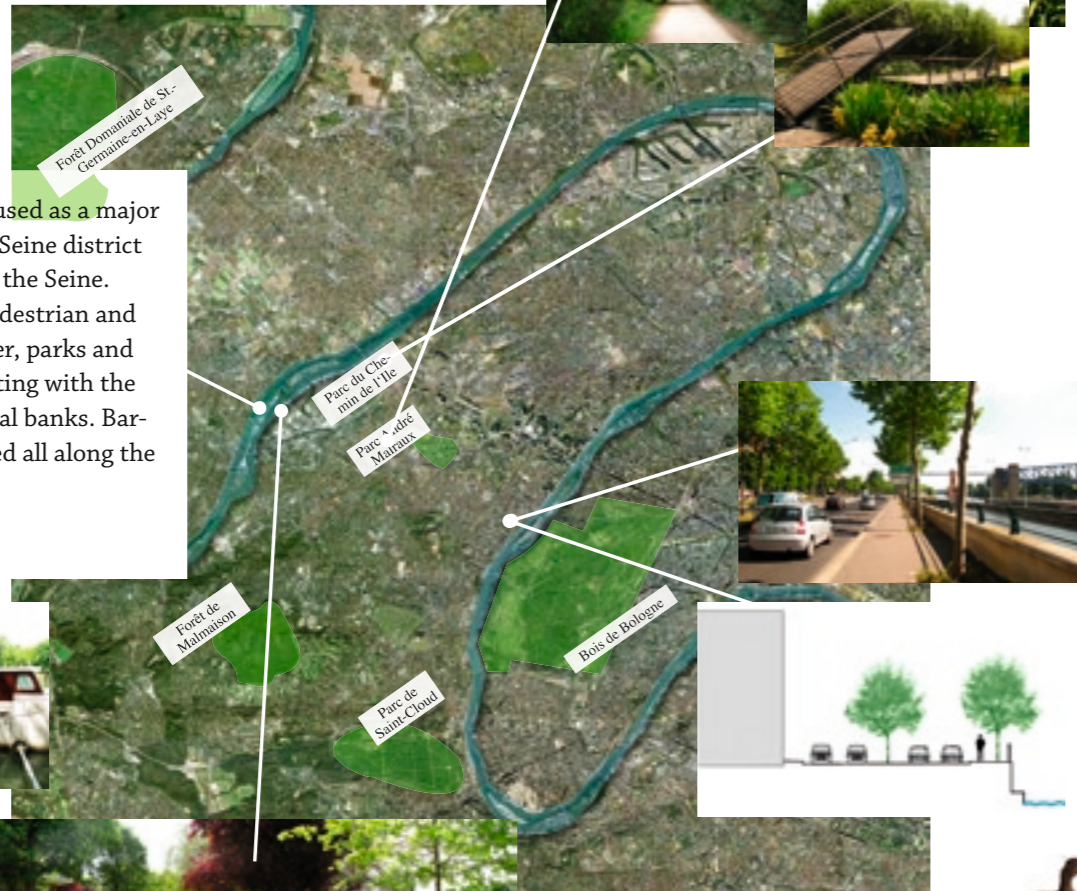 Forêt Domaniale de St.-
Germaine-en-Laye
used as a major
Seine district
the Seine.
destrian and
er, parks and
ting with the
al banks. Bar-
ed all along the
Parc du Che-
min de l'Ile
Parc André
Malraux
Forêt de
Malmaison
Bois de Bologne
Parc de
Saint-Cloud